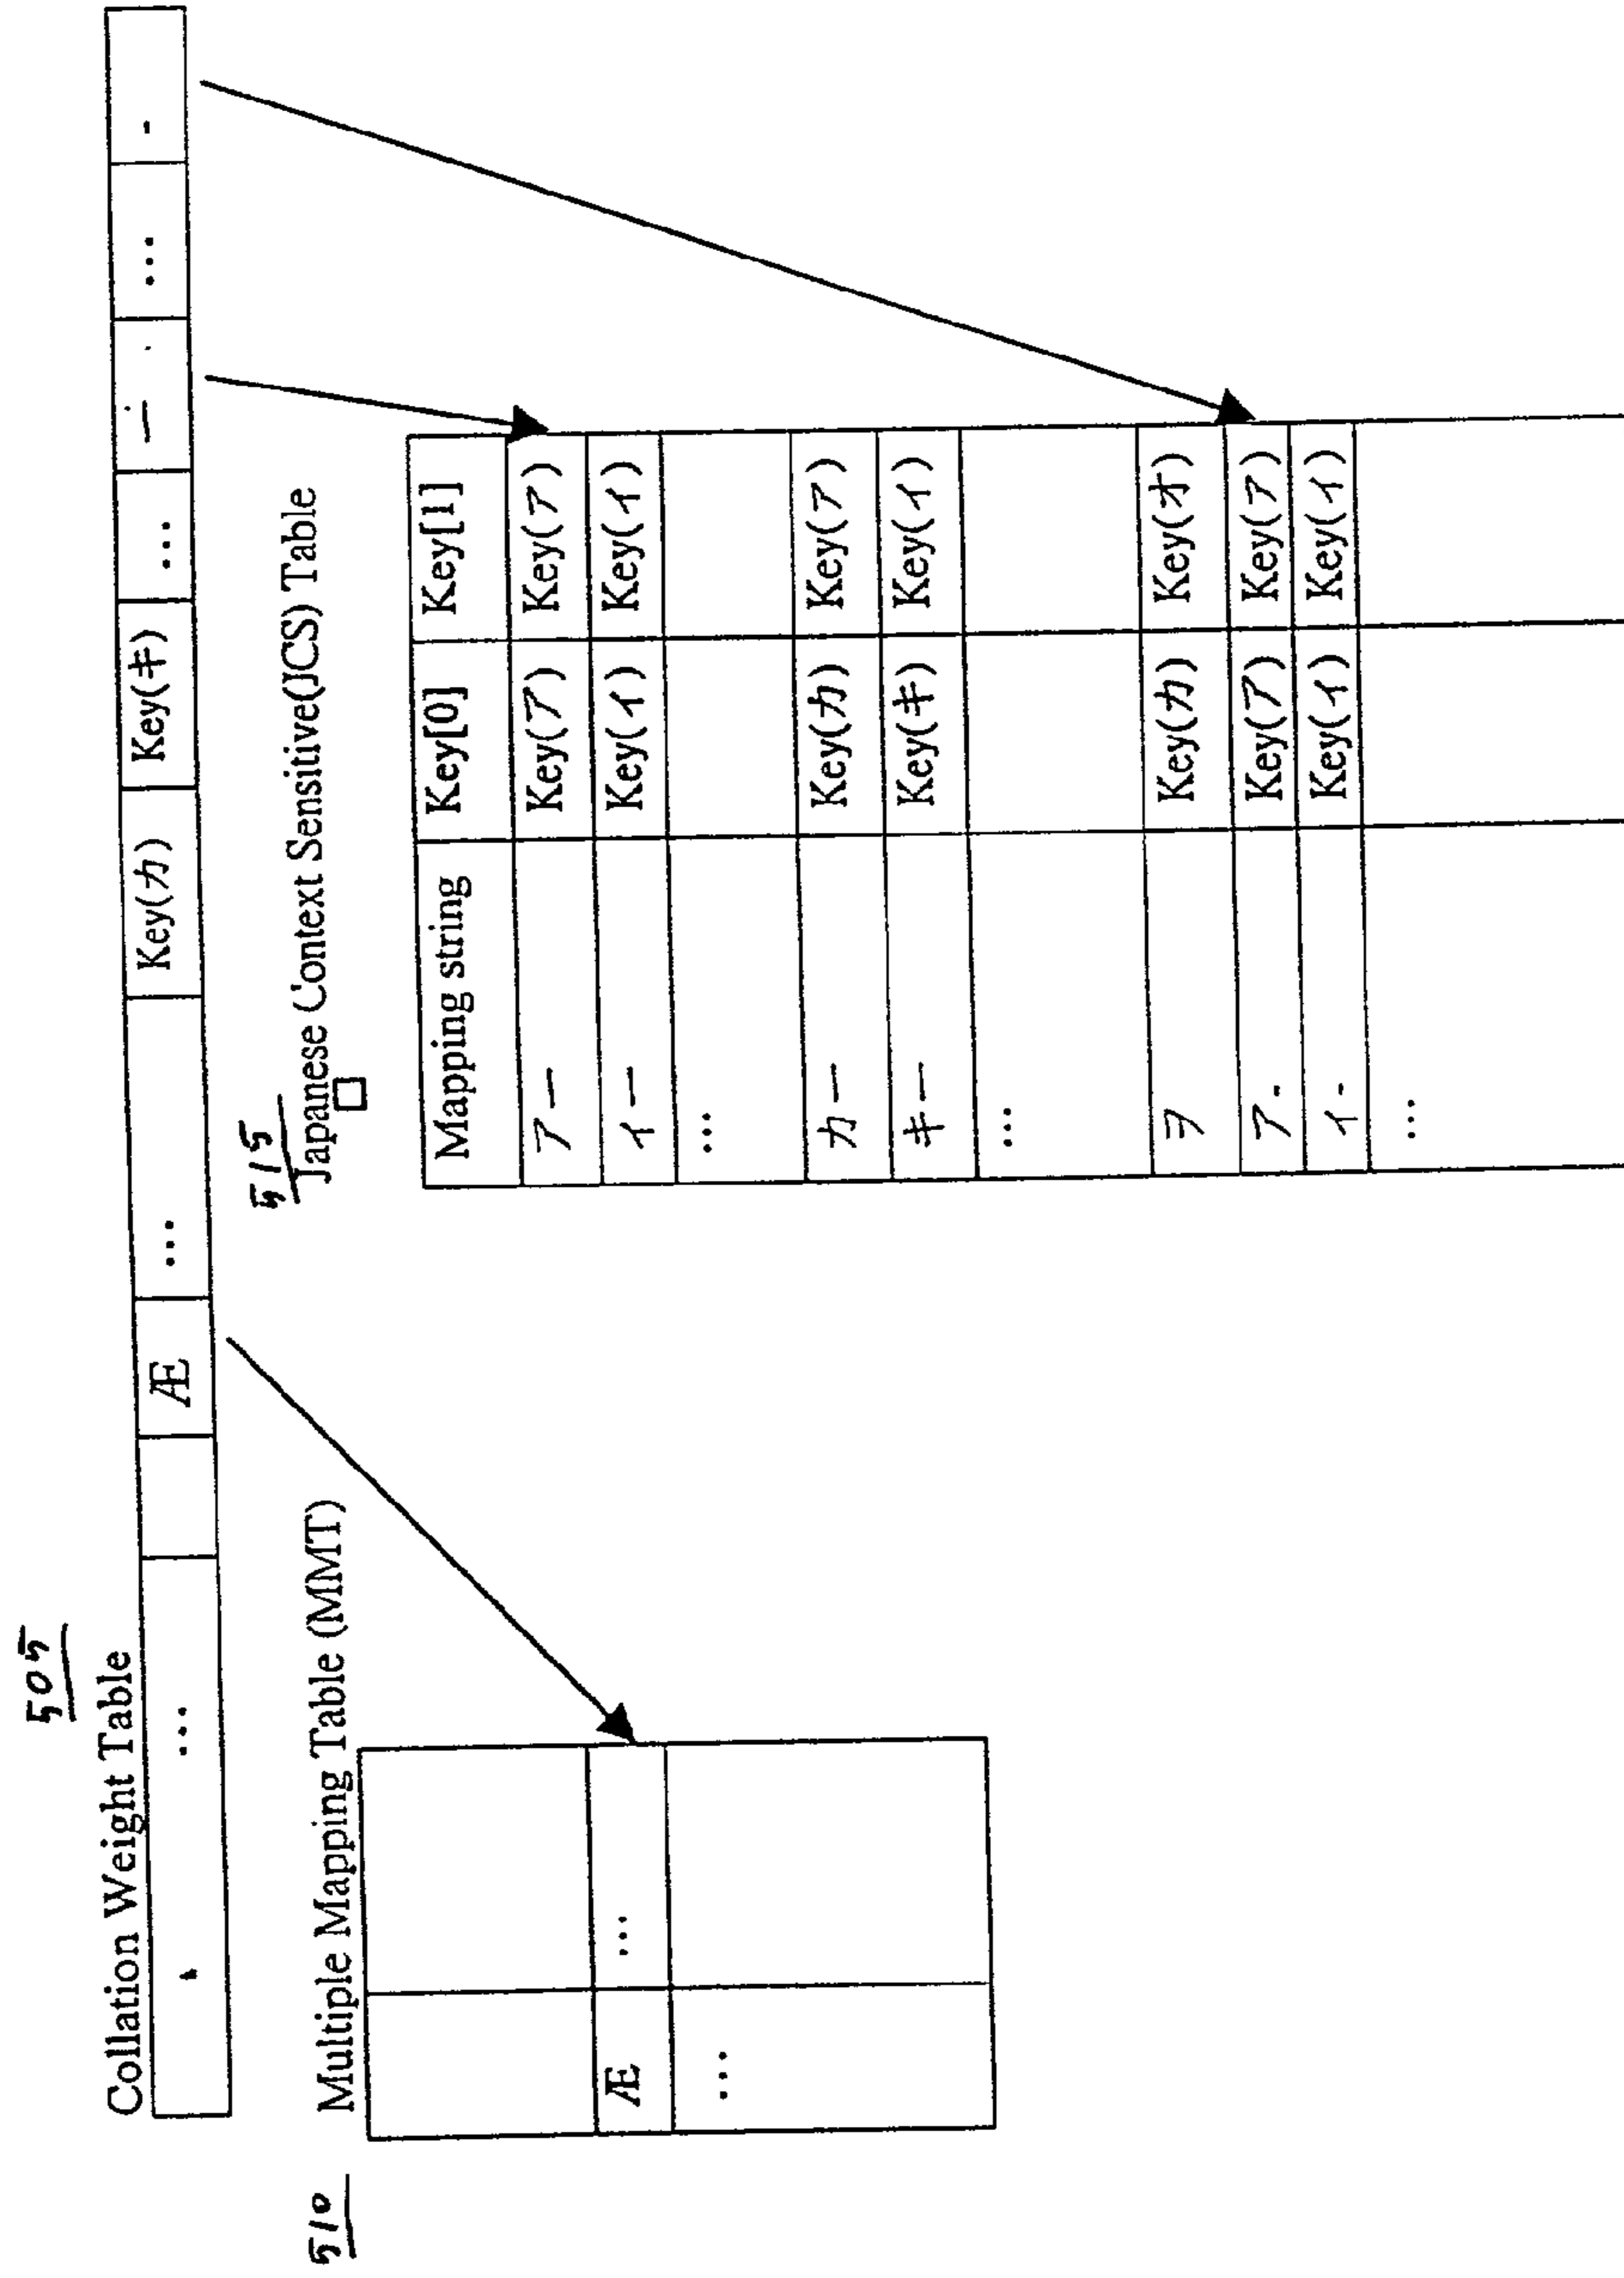 505
Collation Weight Table
... Æ ... Key(カ) Key(キ) ... ー ... -
510
Multiple Mapping Table (MMT)
Æ ...
...
515
Japanese Context Sensitive(JCS) Table
Mapping string Key[0] Key[1]
アー Key(ア) Key(ア)
イー Key(イ) Key(イ)
...
カー Key(カ) Key(ア)
キー Key(キ) Key(イ)
...
ヲ Key(カ) Key(オ)
ア- Key(ア) Key(ア)
イ- Key(イ) Key(イ)
...